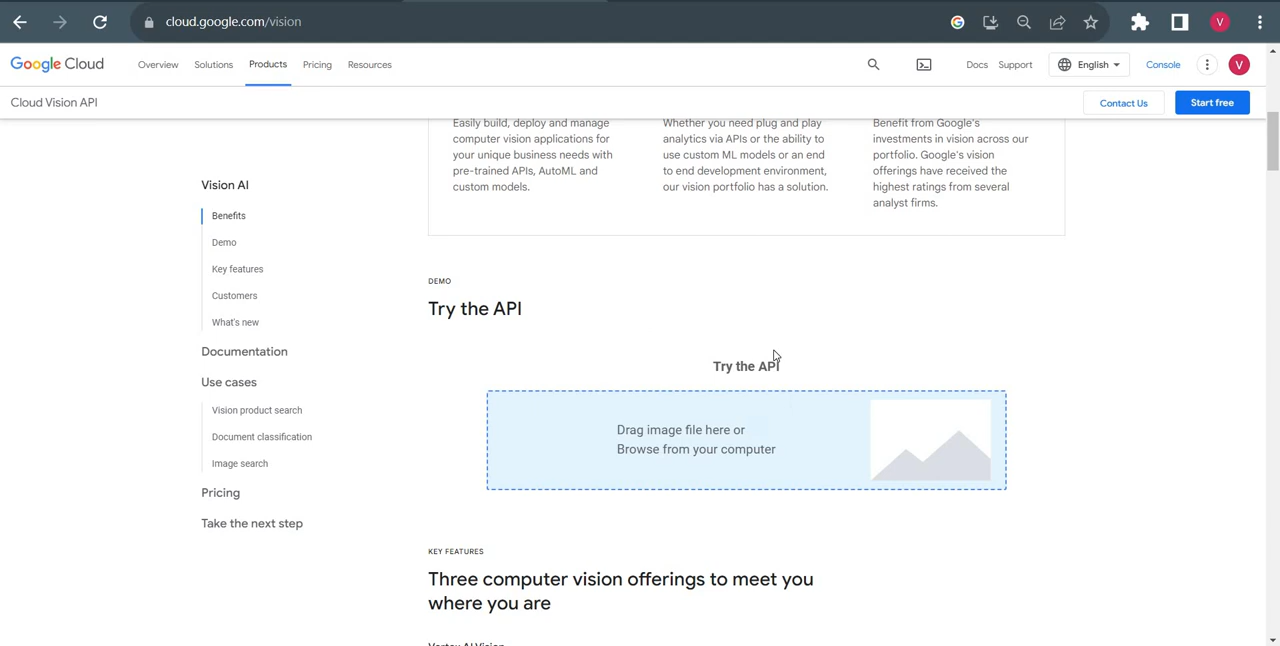 cloud.google.com/vision
G
V
Google Cloud
Overview
Solutions
Products
Pricing
Resources
Docs
Support
English
Console
V
Cloud Vision API
Contact Us
Start free
Easily build, deploy and manage
computer vision applications for
your unique business needs with
pre-trained APIs, AutoML and
custom models.
Whether you need plug and play
analytics via APIs or the ability to
use custom ML models or an end
to end development environment,
our vision portfolio has a solution.
Benefit from Google's
investments in vision across our
portfolio. Google's vision
offerings have received the
highest ratings from several
analyst firms.
Vision AI
Benefits
Demo
Key features
Customers
What's new
Documentation
Use cases
Vision product search
Document classification
Image search
Pricing
Take the next step
DEMO
Try the API
Try the API
Drag image file here or
Browse from your computer
KEY FEATURES
Three computer vision offerings to meet you
where you are
Vertex AI Vision